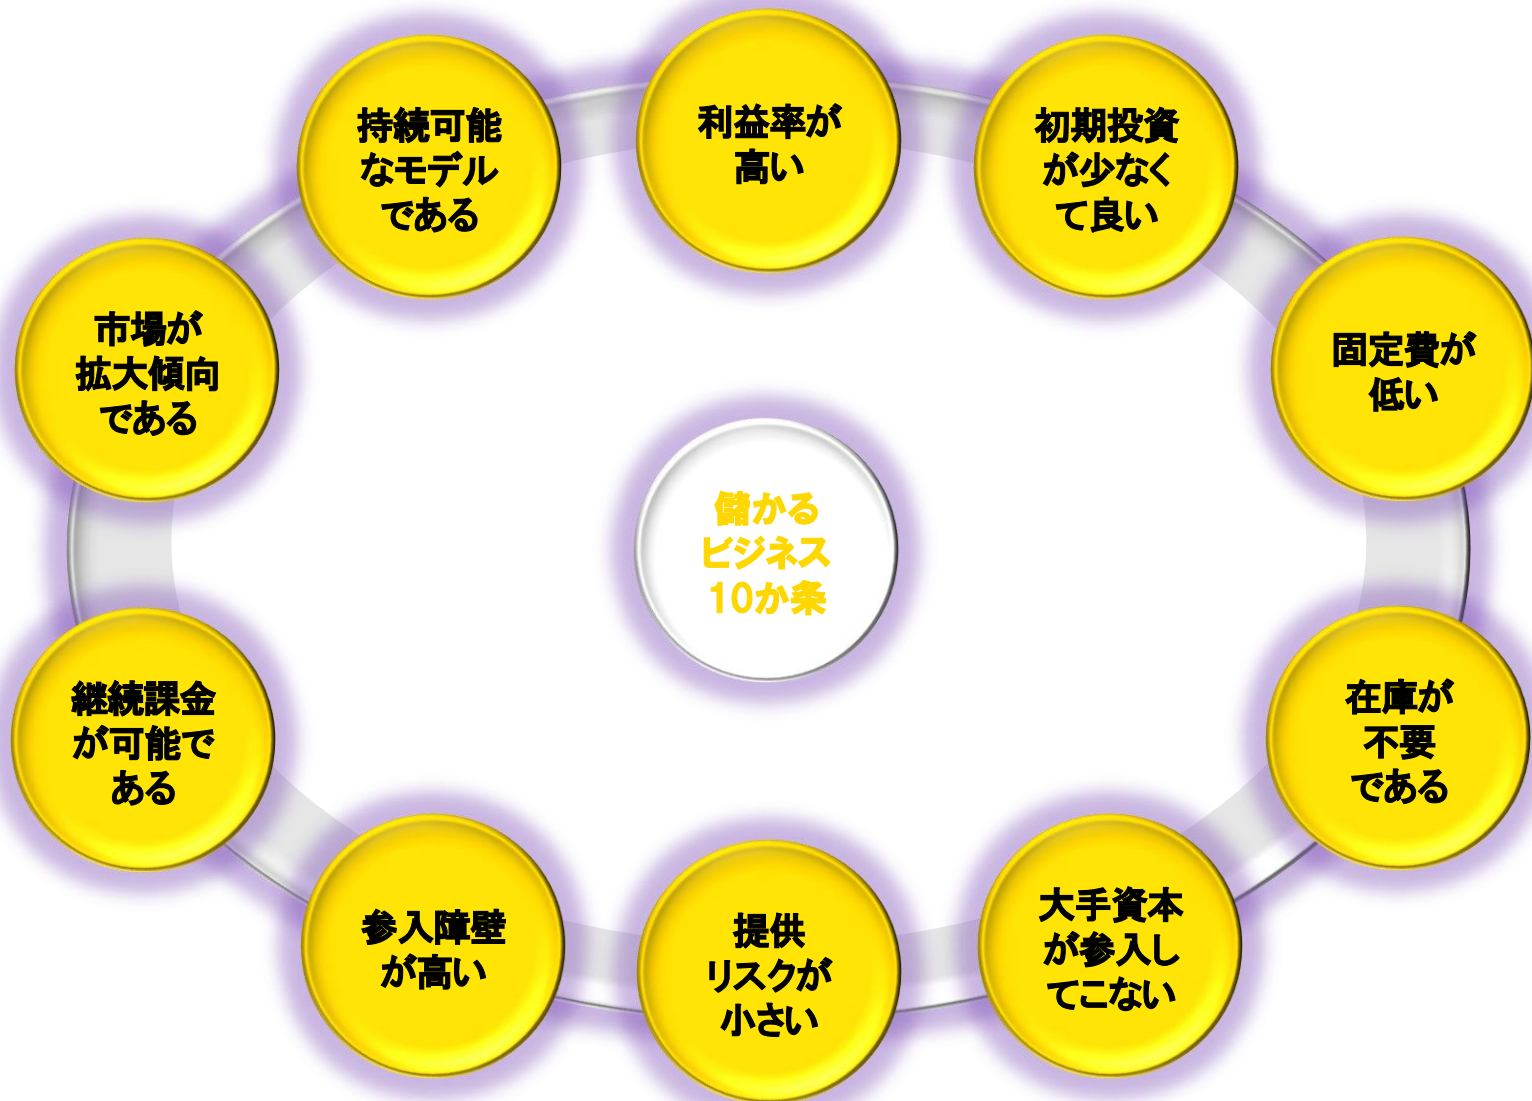 利益率が
高い
初期投資
が少なく
て良い
固定費が
低い
在庫が
不要
である
大手資本
が参入し
てこない
提供
リスクが
小さい
参入障壁
が高い
継続課金
が可能で
ある
市場が
拡大傾向
である
持続可能
なモデル
である
儲かる
ビジネス
10か条